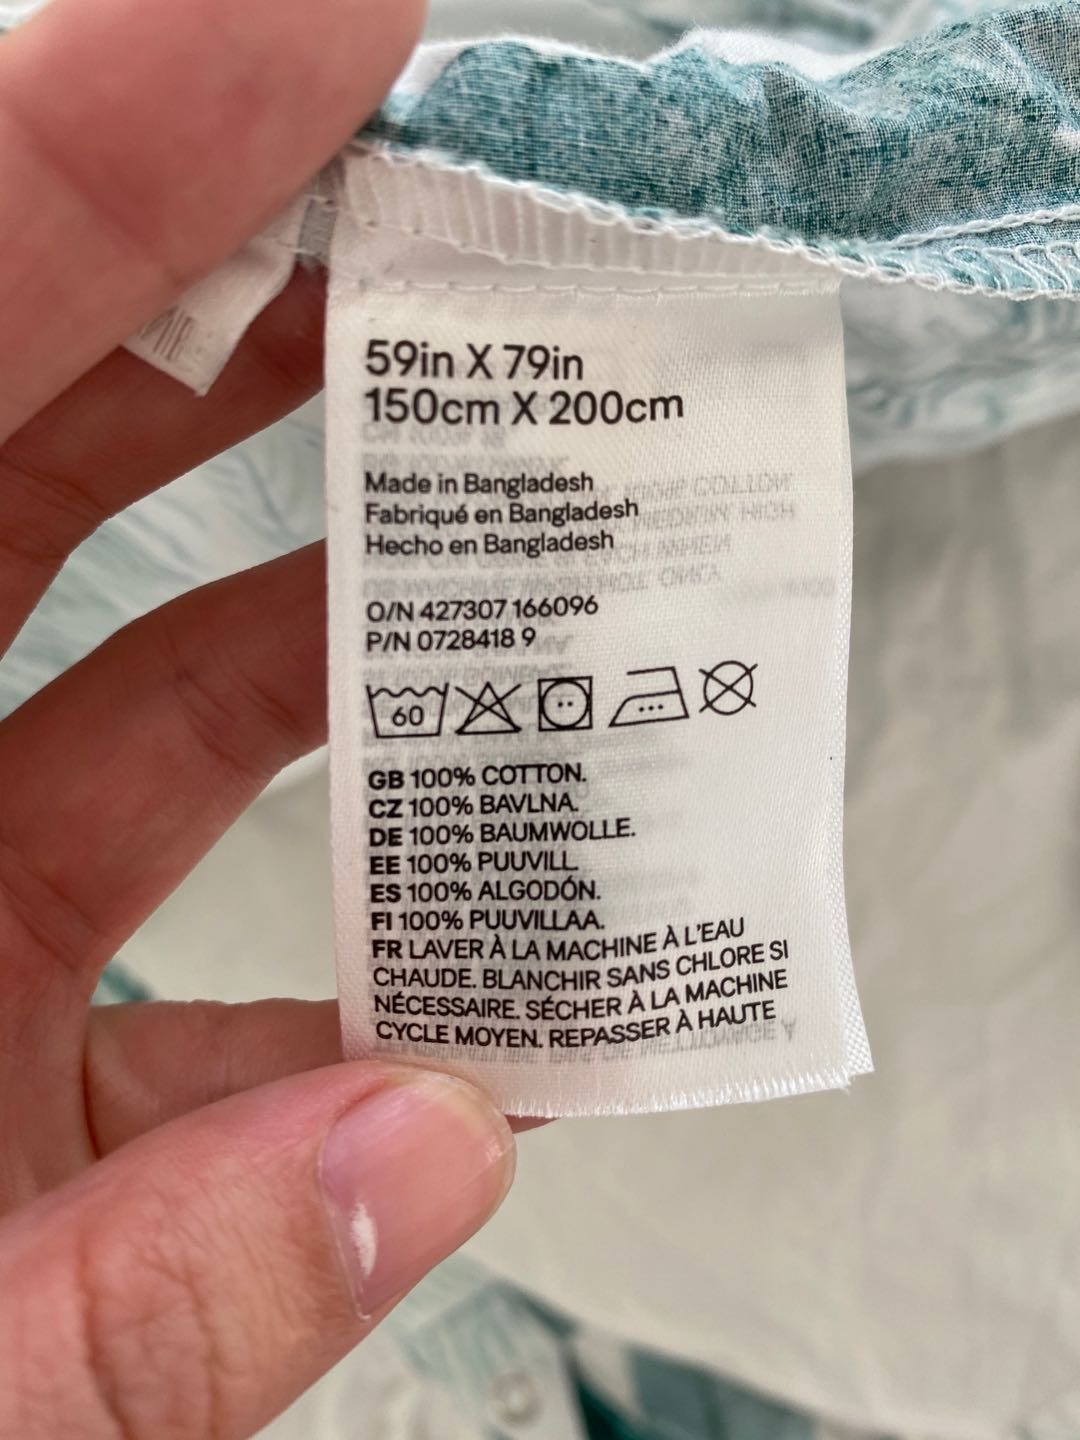 59in X 79in
150cm X 200cm
Made in Bangladesh
Fabriqué en Bangladesh
Hecho en Bangladesh
O/N 427307 166096
P/N 0728418 9
60
GB 100% COTTON.
CZ 100% BAVLNA.
DE 100% BAUMWOLLE.
EE 100% PUUVILL
ES 100% ALGODÓN.
FI 100% PUUVILLAA.
FR LAVER À LA MACHINE À L'EAU
CHAUDE. BLANCHIR SANS CHLORE SI
NÉCESSAIRE. SÉCHER À LA MACHINE
CYCLE MOYEN. REPASSER À HAUTE